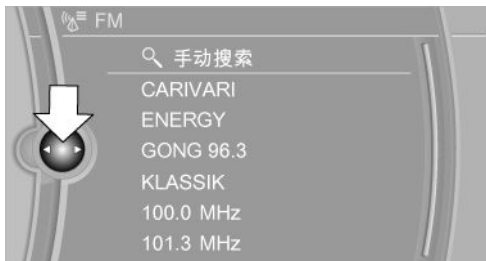 FM
手动搜索
CARIVARI
ENERGY
GONG 96.3
KLASSIK
100.0 MHz
101.3 MHz